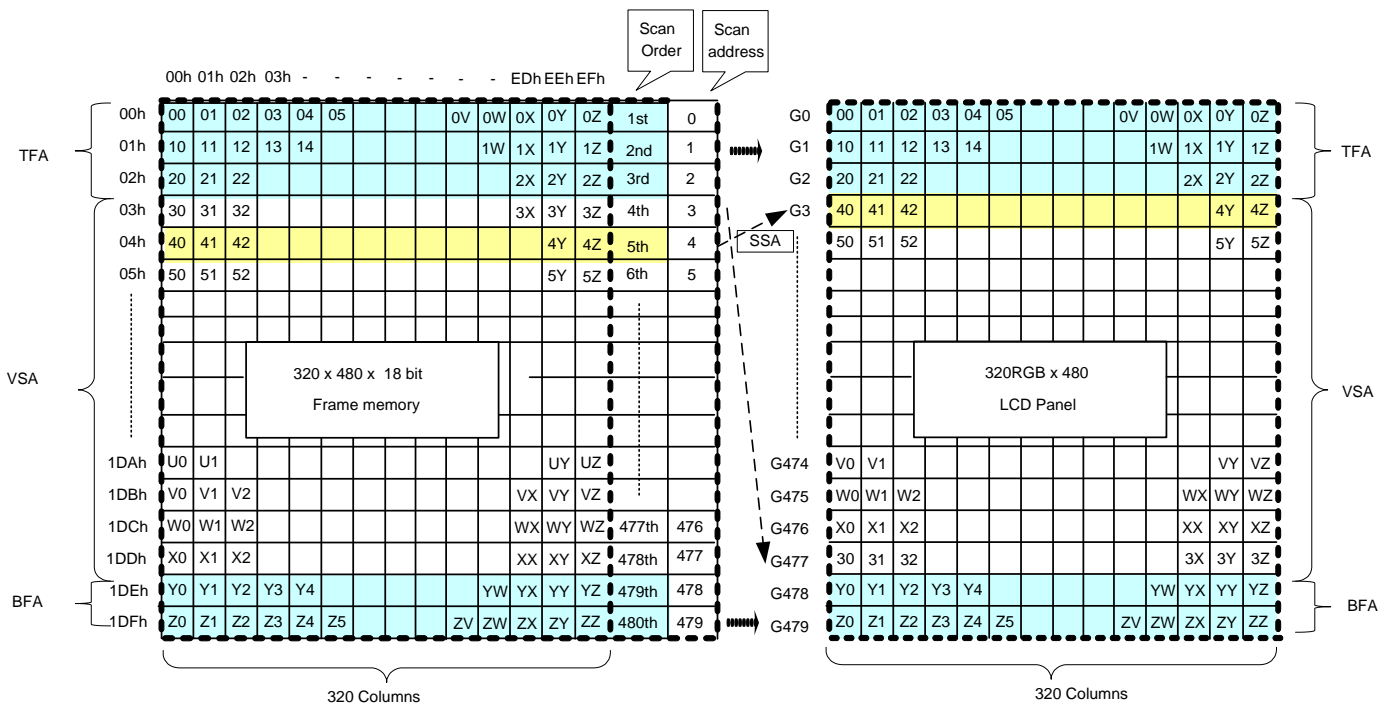 Scan Order
Scan address
00h 01h 02h 03h - - - - - - - EDh EEh EFh
00h 00 01 02 03 04 05 0V 0W 0X 0Y 0Z 1st 0
01h 10 11 12 13 14 1W 1X 1Y 1Z 2nd 1
TFA
02h 20 21 22 2X 2Y 2Z 3rd 2
03h 30 31 32 3X 3Y 3Z 4th 3
04h 40 41 42 4Y 4Z 5th 4
SSA
05h 50 51 52 5Y 5Z 6th 5
VSA
320 x 480 x 18 bit
Frame memory
1DAh U0 U1 UY UZ
1DBh V0 V1 V2 VX VY VZ
1DCh W0 W1 W2 WX WY WZ 477th 476
1DDh X0 X1 X2 XX XY XZ 478th 477
1DEh Y0 Y1 Y2 Y3 Y4 YW YX YY YZ 479th 478
BFA
1DFh Z0 Z1 Z2 Z3 Z4 Z5 ZV ZW ZX ZY ZZ 480th 479
320 Columns
G0 00 01 02 03 04 05 0V 0W 0X 0Y 0Z
G1 10 11 12 13 14 1W 1X 1Y 1Z
TFA
G2 20 21 22 2X 2Y 2Z
G3 40 41 42 4Y 4Z
50 51 52 5Y 5Z
320RGB x 480
LCD Panel
VSA
G474 V0 V1 VY VZ
G475 W0 W1 W2 WX WY WZ
G476 X0 X1 X2 XX XY XZ
G477 30 31 32 3X 3Y 3Z
G478 Y0 Y1 Y2 Y3 Y4 YW YX YY YZ
BFA
G479 Z0 Z1 Z2 Z3 Z4 Z5 ZV ZW ZX ZY ZZ
320 Columns